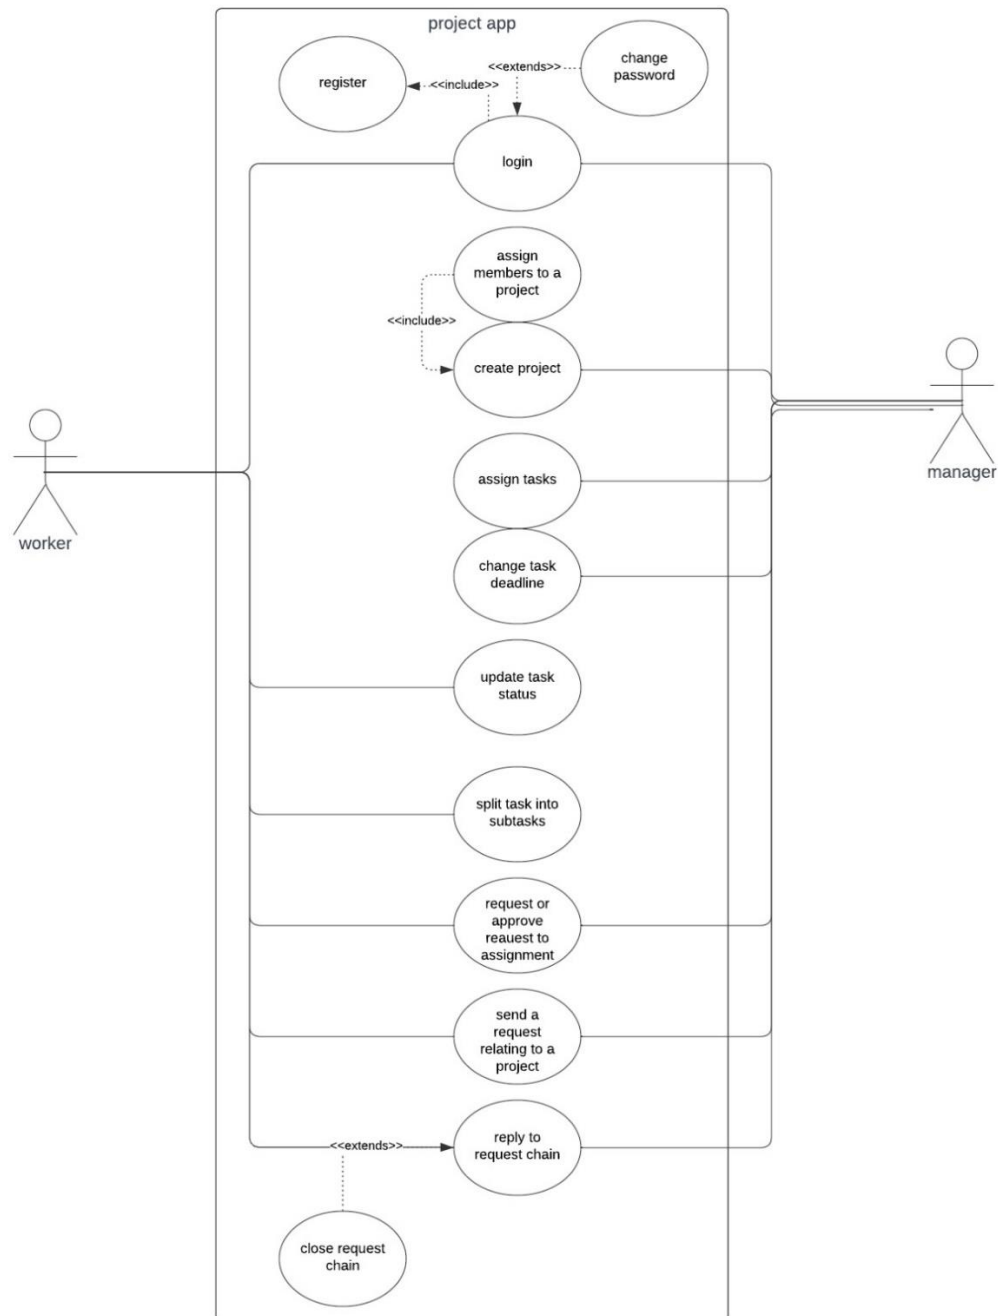 project app
change
password
<<extends>>
register
<<include>>
login
assign
members to a
project
<<include>>
create project
manager
assign tasks
worker
change task
deadline
update task
status
split task into
subtasks
request or
approve
reauest to
assignment
send a
request
relating to a
project
<<extends>>
reply to
request chain
close request
chain